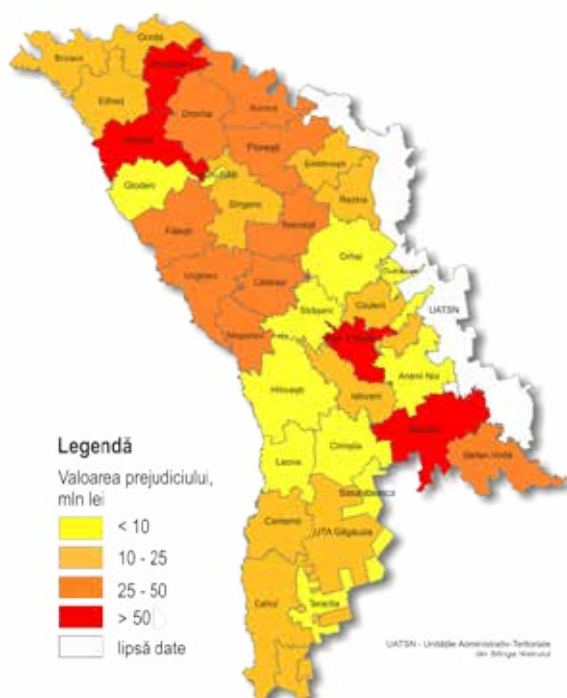 Ocnița
Briceni
Edineț
Dondușeni
Drochia
Soroca
Florești
Glodeni
Sîngerei
Rezina
Fălești
Telenești
Orhei
Ungheni
Călărași
Strășeni
Criuleni
UATSN
Nisporeni
Anenii Noi
Hîncești
Ialoveni
Leova
Cimișlia
Ștefan Vodă
Basarabeasca
Cantemir
UTA Găgăuzia
Cahul
Taraclia
Legendă
Valoarea prejudiciului,
mln lei
< 10
10 - 25
25 - 50
> 50
lipsă date
UATSN - Unitățile Administrativ-Teritoriale
din Stînga Nistrului